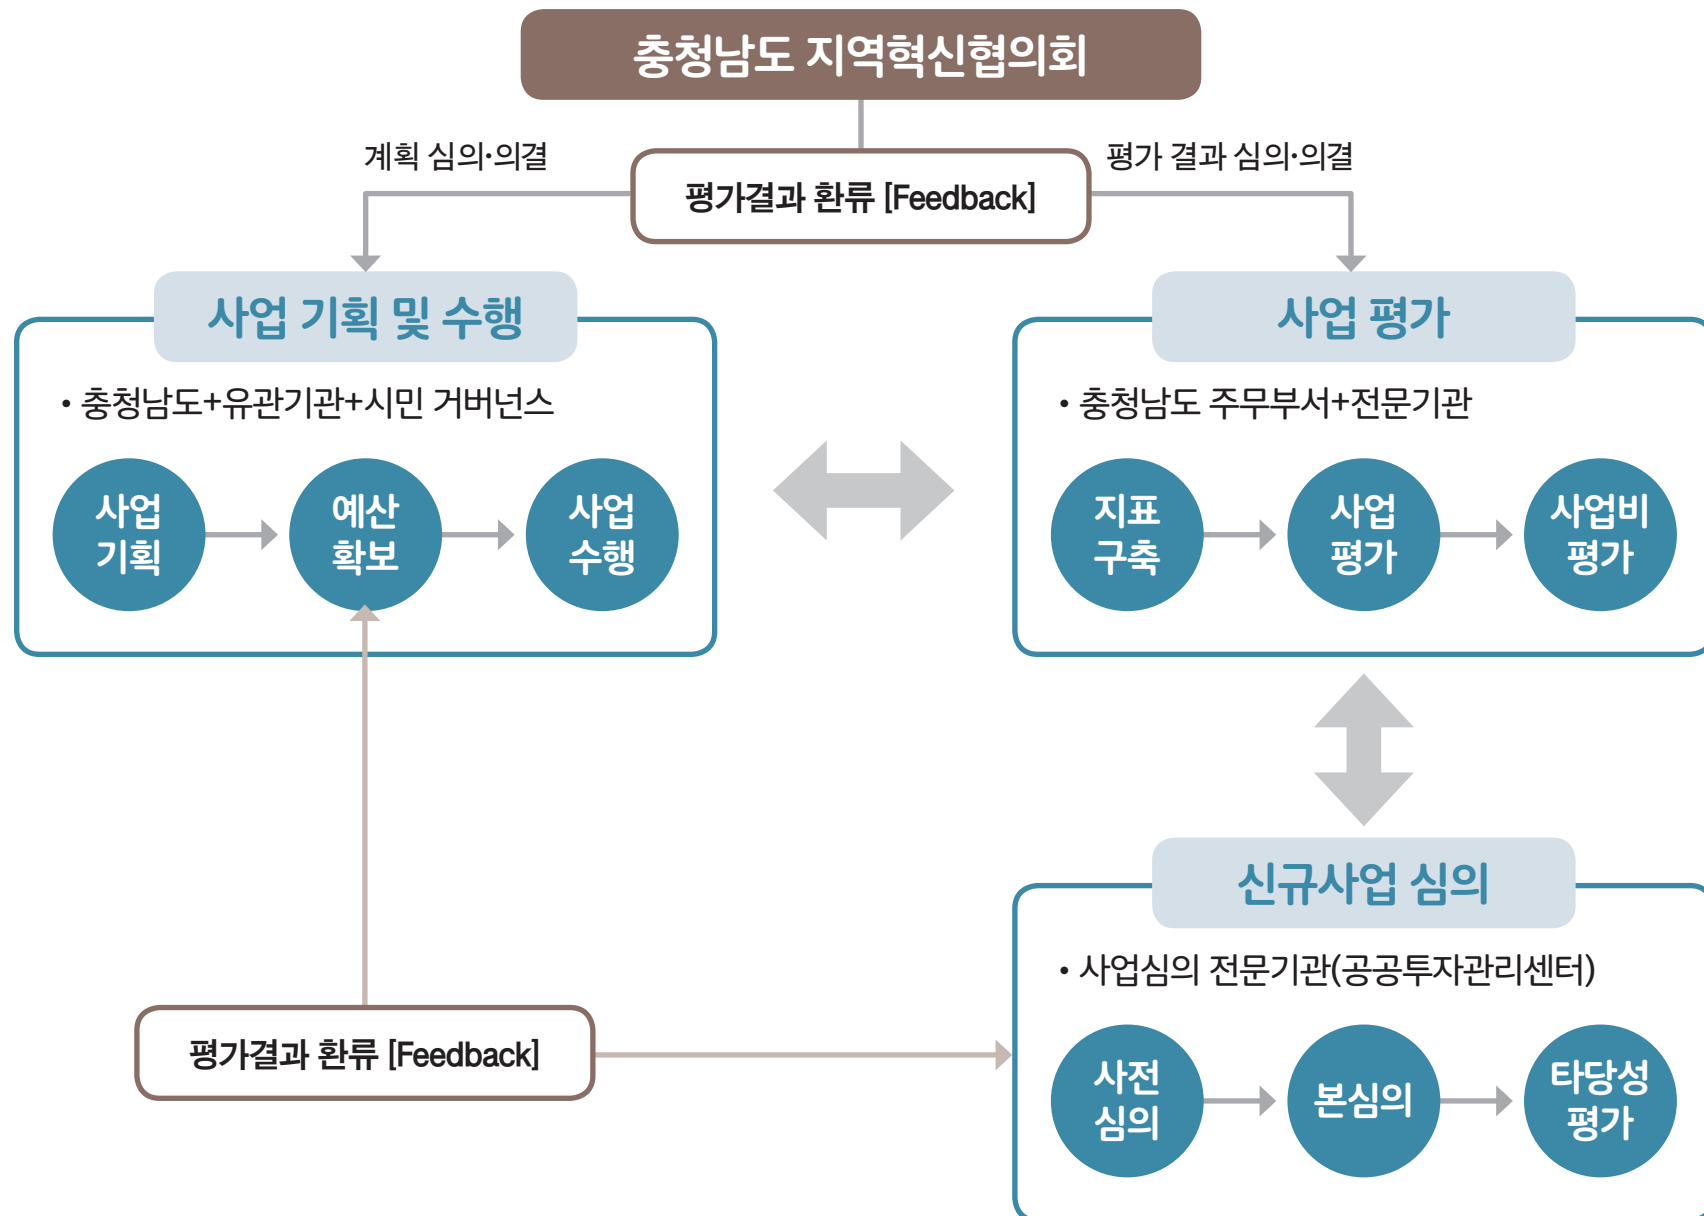 충청남도 지역혁신협의회
계획 심의·의결
평가 결과 심의·의결
평가결과 환류 [Feedback]
사업 기획 및 수행
• 충청남도+유관기관+시민 거버넌스
사업
기획
예산
확보
사업
수행
사업 평가
• 충청남도 주무부서+전문기관
지표
구축
사업
평가
사업비
평가
신규사업 심의
• 사업심의 전문기관(공공투자관리센터)
사전
심의
본심의
타당성
평가
평가결과 환류 [Feedback]